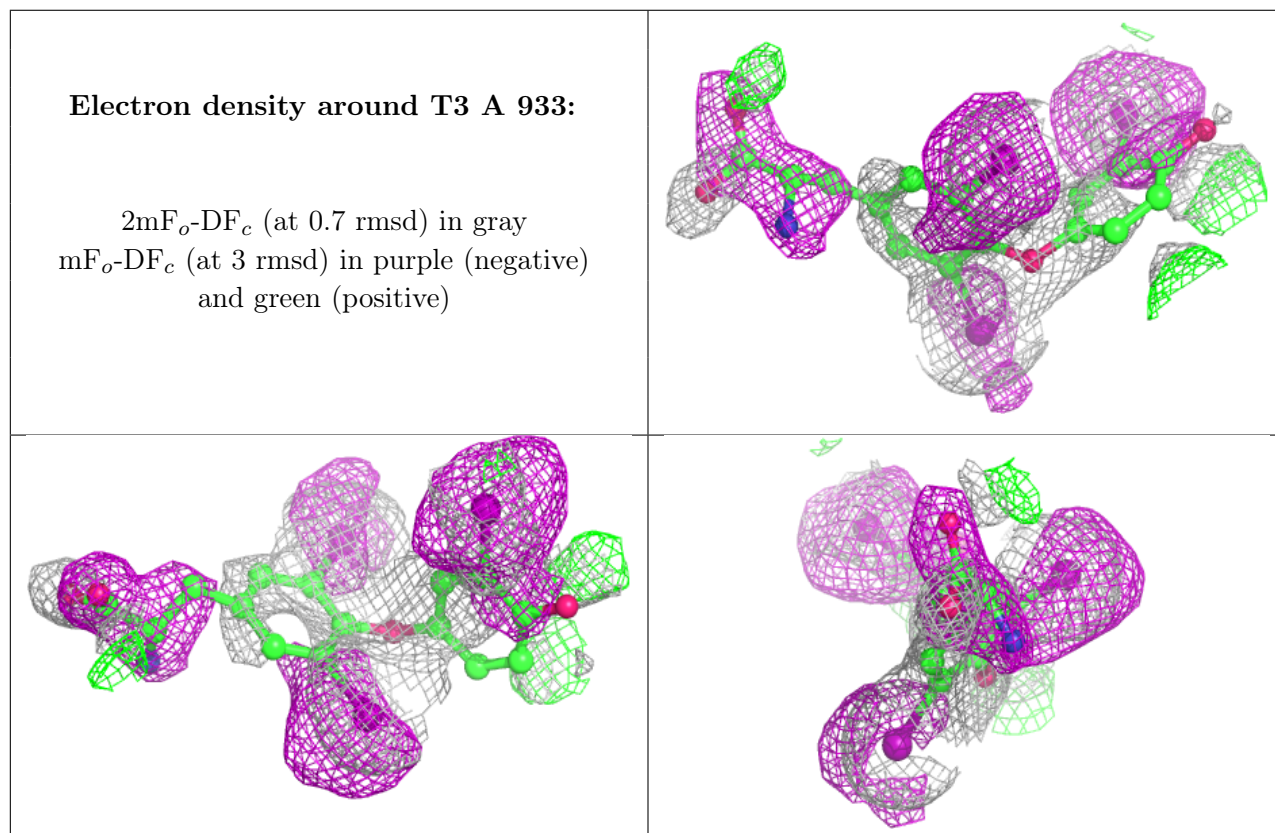 Electron density around T3 A 933:
2mFo-DFc (at 0.7 rmsd) in gray
mFo-DFc (at 3 rmsd) in purple (negative)
and green (positive)